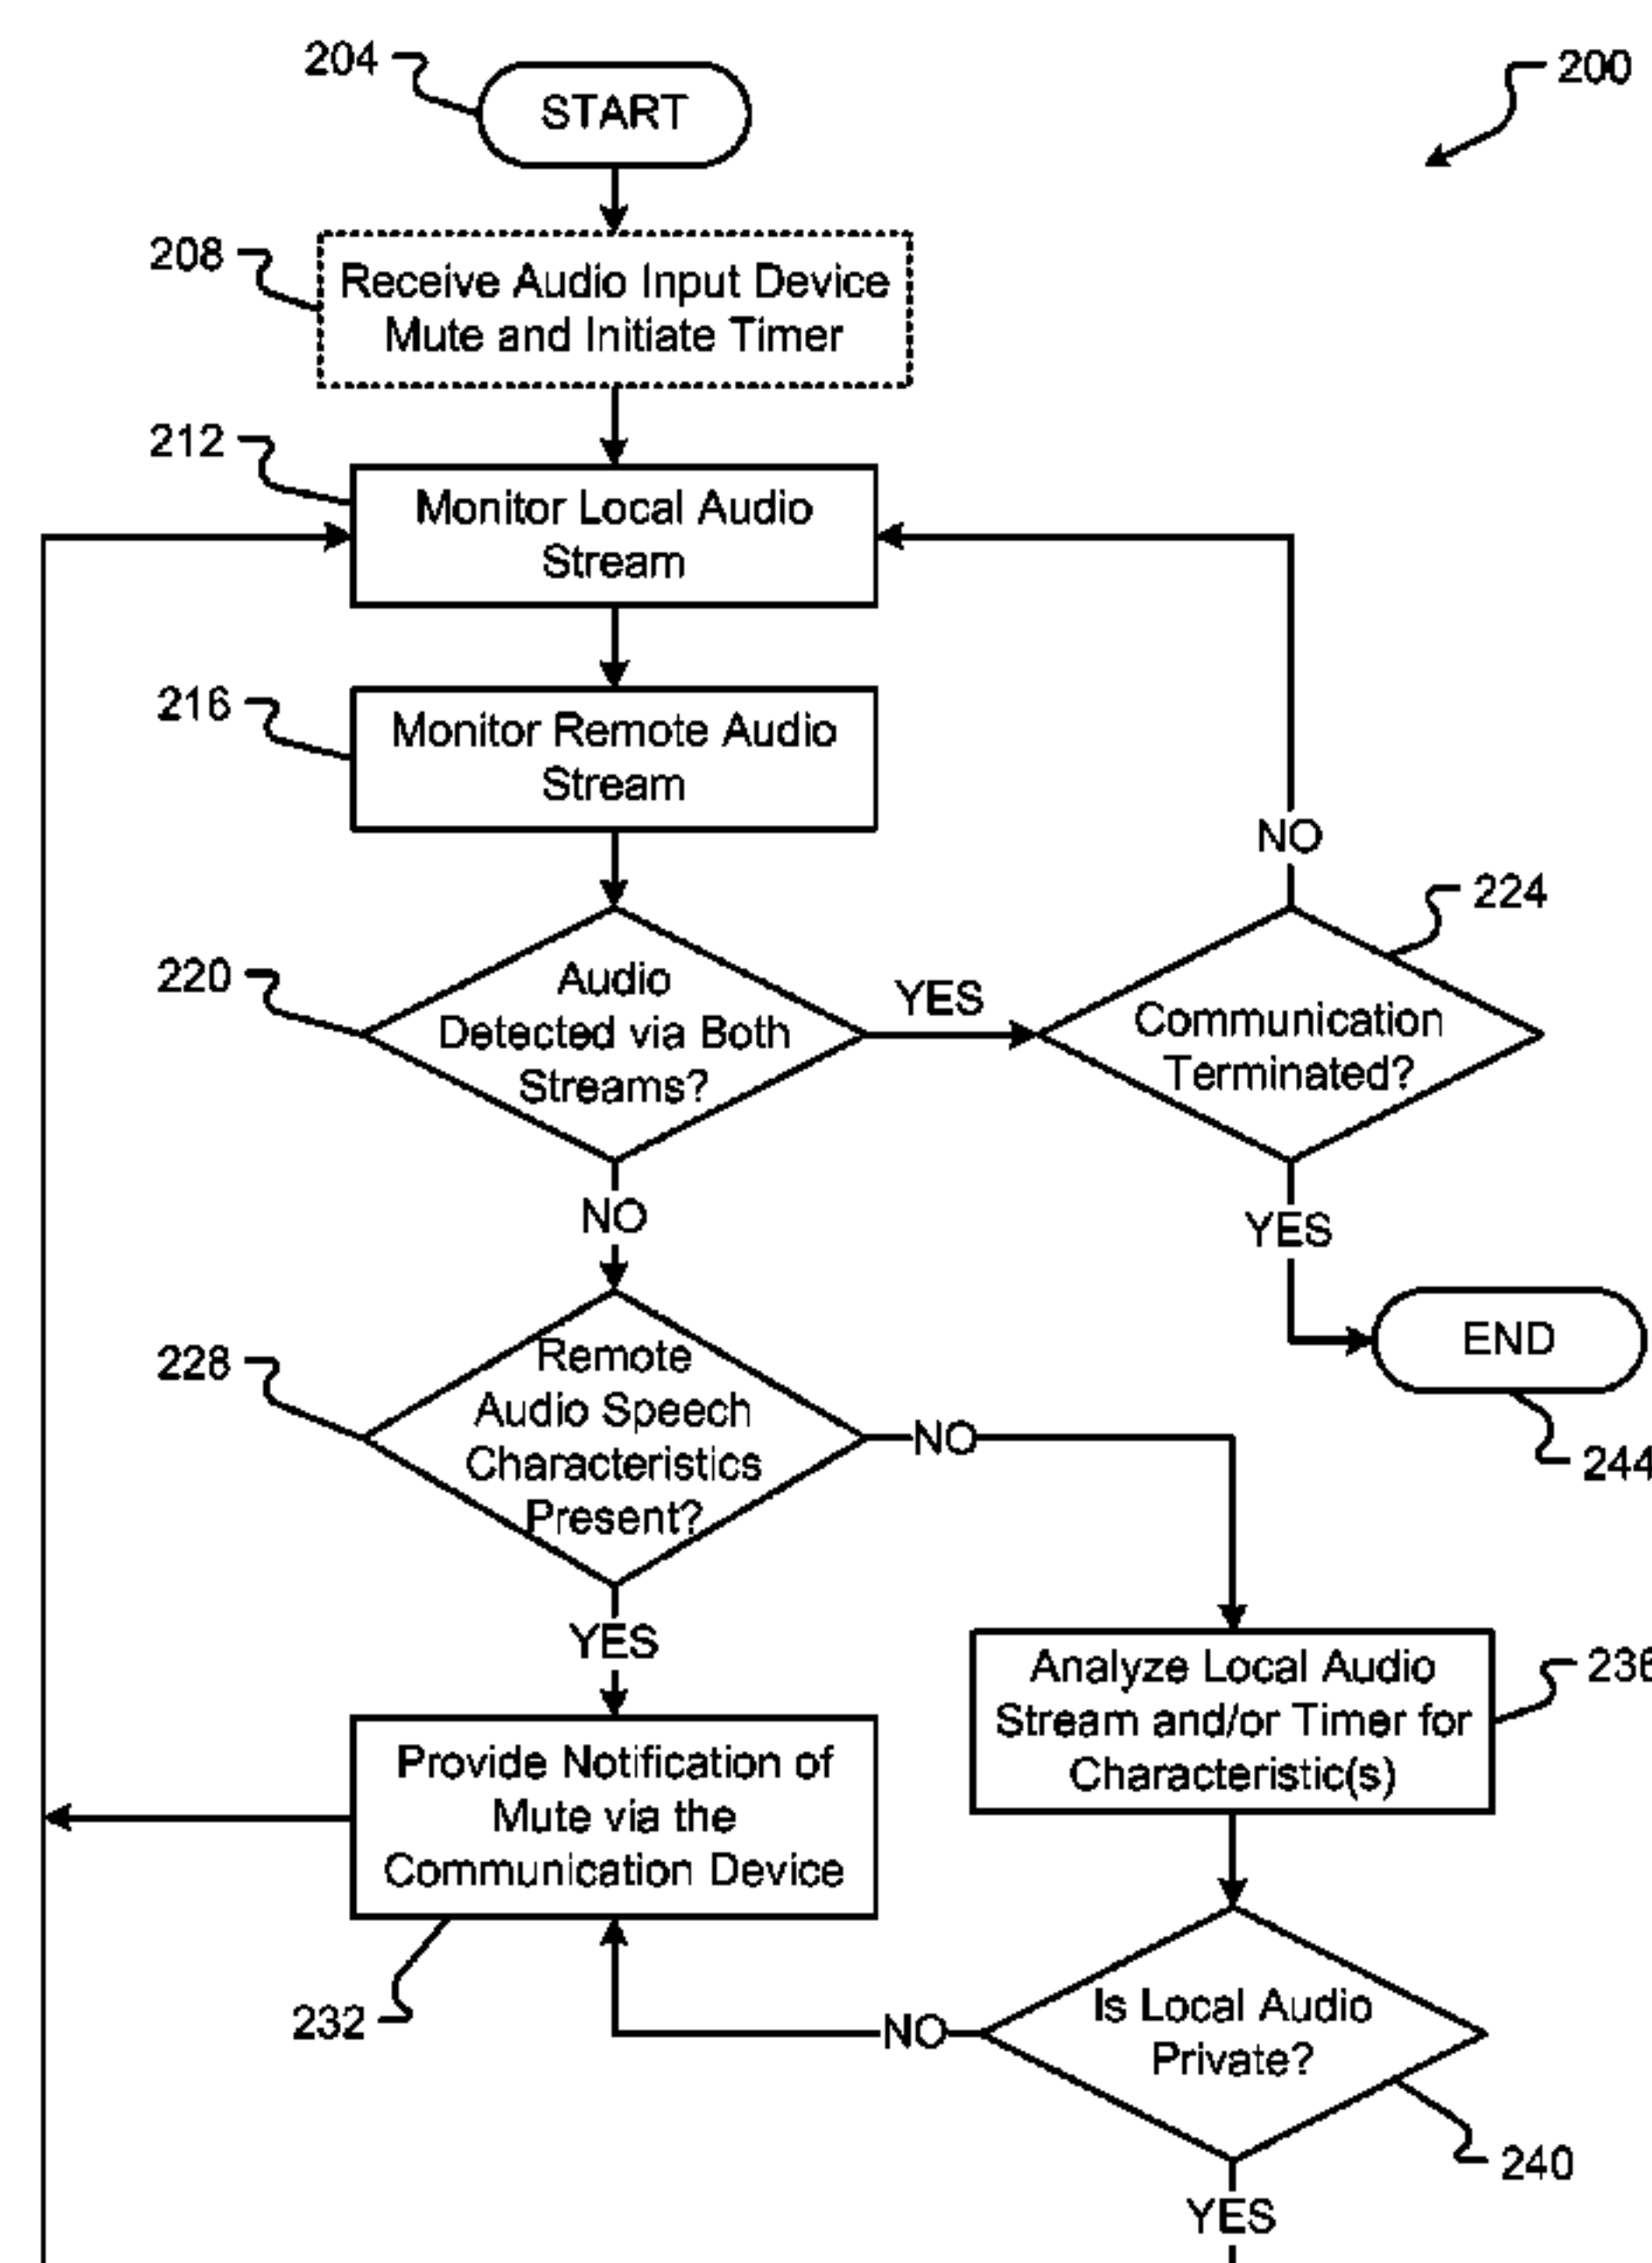 204
START
200
208
Receive Audio Input Device
Mute and Initiate Timer
212
Monitor Local Audio
Stream
216
Monitor Remote Audio
Stream
NO
224
220
Audio
Detected via Both
Streams?
YES
Communication
Terminated?
NO
YES
END
244
228
Remote
Audio Speech
Characteristics
Present?
NO
YES
236
Analyze Local Audio
Stream and/or Timer for
Characteristic(s)
Provide Notification of
Mute via the
Communication Device
232
NO
Is Local Audio
Private?
240
YES